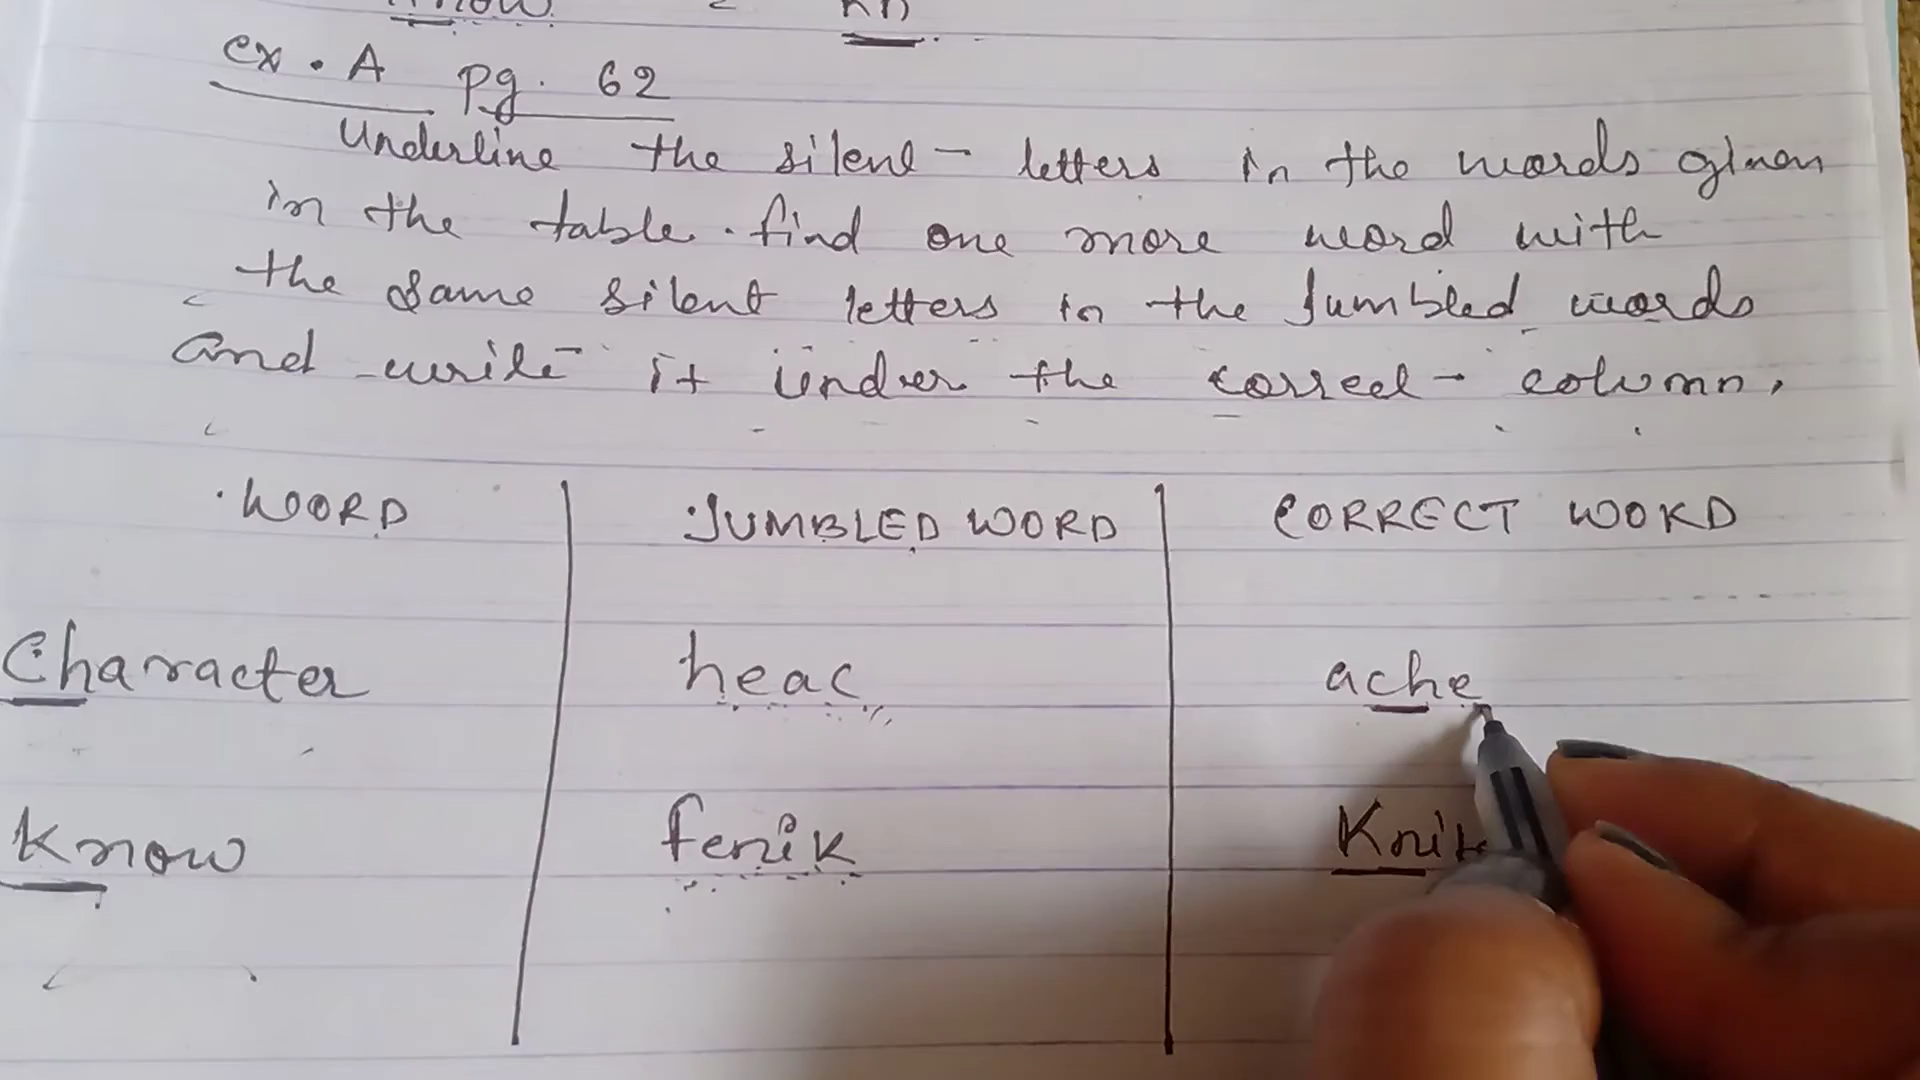 know = kn
ex. A pg. 62
Underline the silent letters in the words given
in the table. find one more word with
the same silent letters in the Jumbled words
and write it under the correct column.
WORD JUMBLED WORD CORRECT WORD
Character heac ache
Know fenik